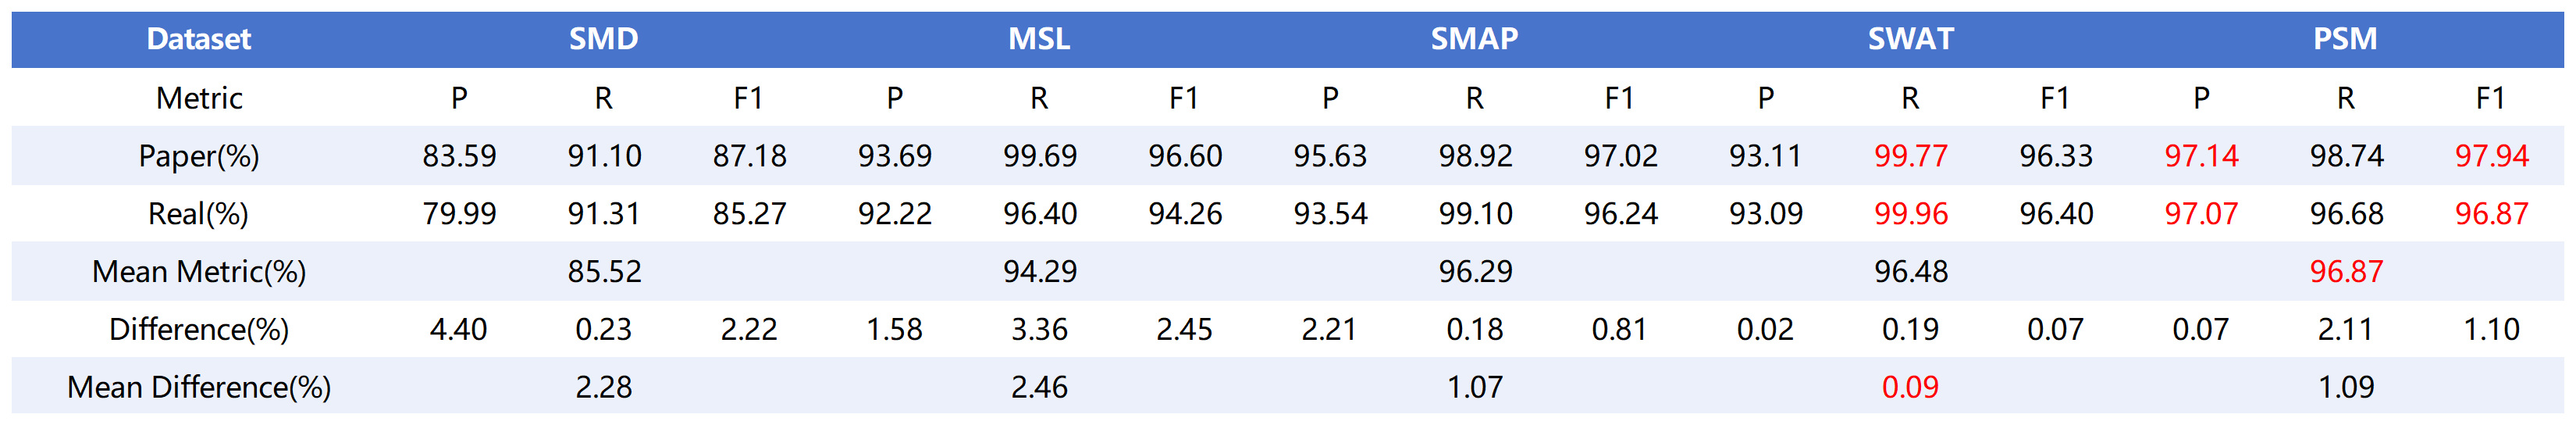 Dataset SMD MSL SMAP SWAT PSM
Metric P R F1 P R F1 P R F1 P R F1 P R F1
Paper(%) 83.59 91.10 87.18 93.69 99.69 96.60 95.63 98.92 97.02 93.11 99.77 96.33 97.14 98.74 97.94
Real(%) 79.99 91.31 85.27 92.22 96.40 94.26 93.54 99.10 96.24 93.09 99.96 96.40 97.07 96.68 96.87
Mean Metric(%) 85.52 94.29 96.29 96.48 96.87
Difference(%) 4.40 0.23 2.22 1.58 3.36 2.45 2.21 0.18 0.81 0.02 0.19 0.07 0.07 2.11 1.10
Mean Difference(%) 2.28 2.46 1.07 0.09 1.09